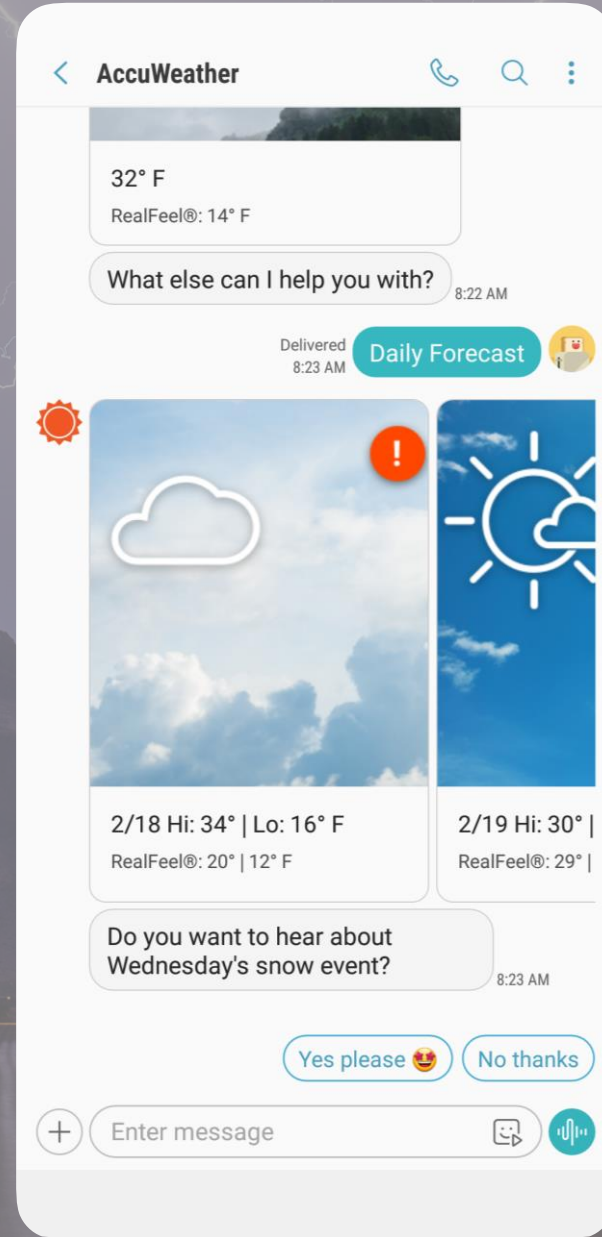 AccuWeather
32° F
RealFeel®: 14° F
What else can I help you with?
8:22 AM
Delivered
8:23 AM
Daily Forecast
!
2/18 Hi: 34° | Lo: 16° F
RealFeel®: 20° | 12° F
2/19 Hi: 30° |
RealFeel®: 29° |
Do you want to hear about
Wednesday's snow event?
8:23 AM
Yes please 🤩
No thanks
Enter message